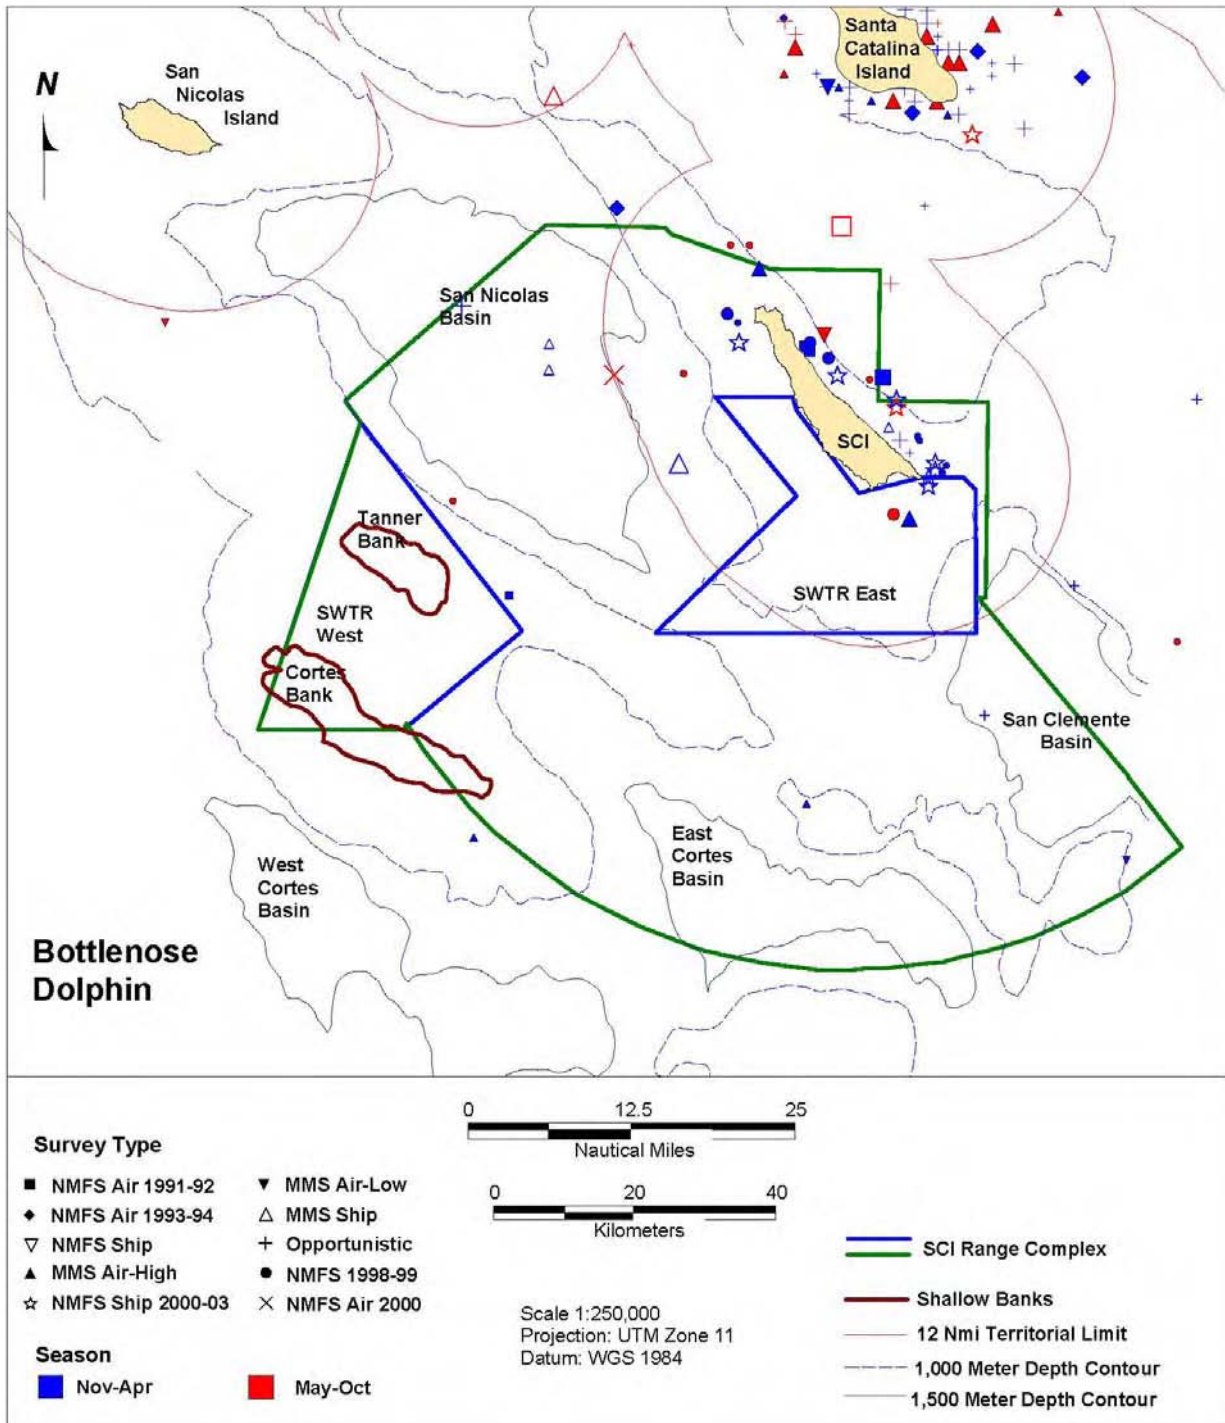 Santa
Catalina
Island
San
Nicolas
Island
N
San Nicolas
Basin
SCI
Tanner
Bank
SWTR East
SWTR
West
Cortes
Bank
San Clemente
Basin
East
Cortes
Basin
West
Cortes
Basin
Bottlenose
Dolphin
0 12.5 25
Nautical Miles
0 20 40
Kilometers
Survey Type
NMFS Air 1991-92
NMFS Air 1993-94
NMFS Ship
MMS Air-High
NMFS Ship 2000-03
MMS Air-Low
MMS Ship
Opportunistic
NMFS 1998-99
NMFS Air 2000
Season
Nov-Apr
May-Oct
Scale 1:250,000
Projection: UTM Zone 11
Datum: WGS 1984
SCI Range Complex
Shallow Banks
12 Nmi Territorial Limit
1,000 Meter Depth Contour
1,500 Meter Depth Contour